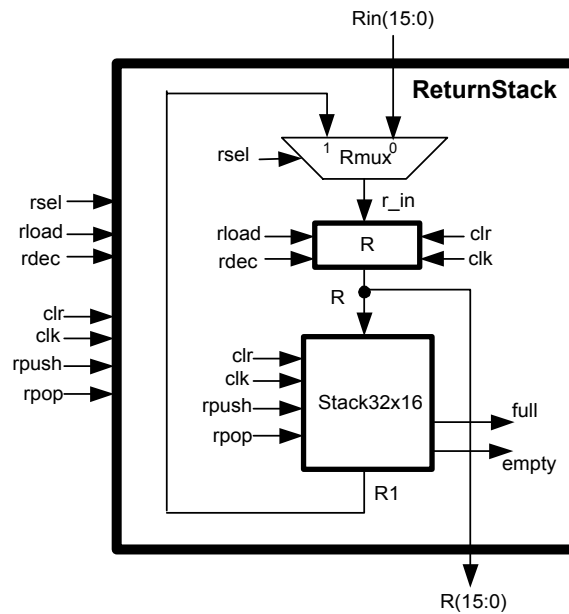 Rin(15:0)
ReturnStack
1 0
rsel Rmux
rsel
r_in
rload rload R clr
rdec rdec clk
R
clr clr
clk clk
rpush rpush Stack32x16
rpop rpop
full
empty
R1
R(15:0)